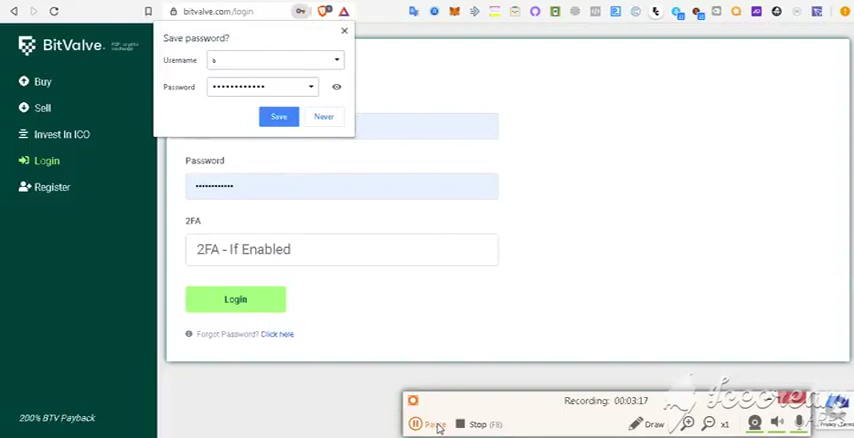 bitvalve.com/login
BitValve
Save password?
Username s
Password ••••••••••••
Save Never
Buy
Sell
Invest In ICO
Login
Register
Password
••••••••••••
2FA
2FA - If Enabled
Login
Forgot Password? Click here
200% BTV Payback
Recording: 00:03:17
Pause Stop (F8) Draw x1